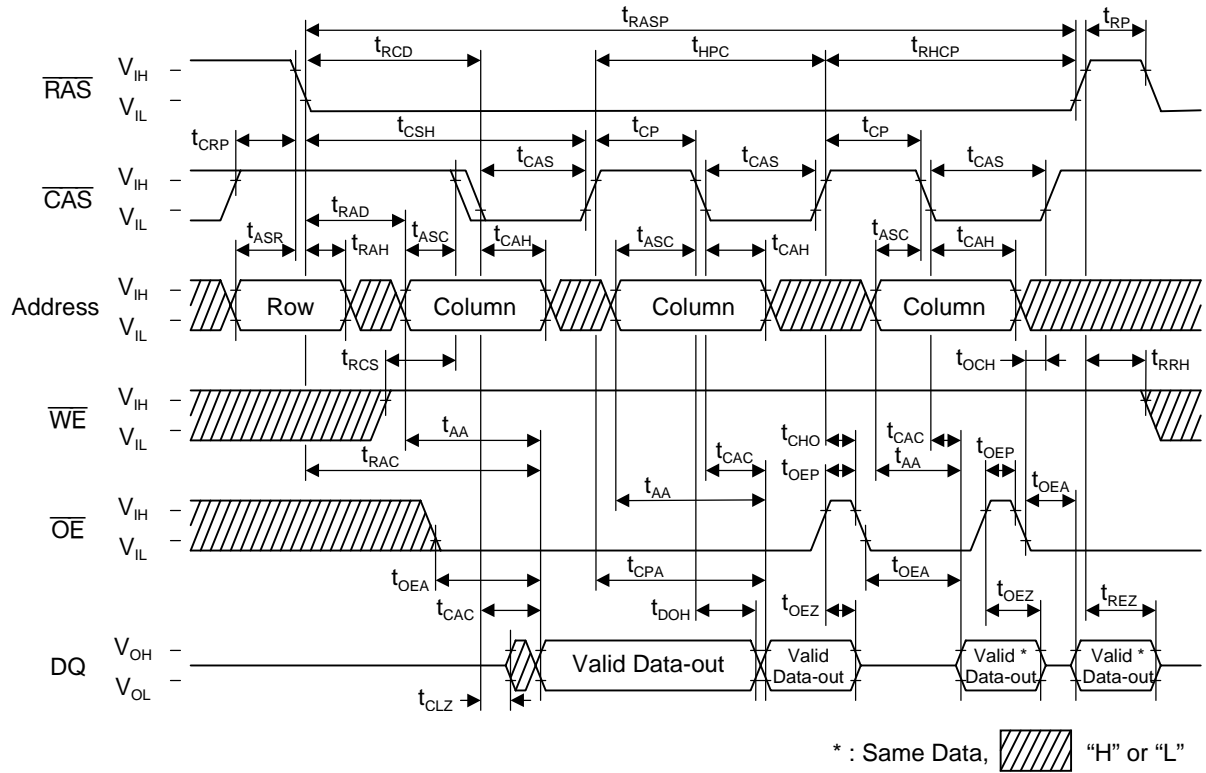 tRASP tRP
tRCD tHPC tRHCP
RAS VIH
VIL
tCRP tCSH tCP tCP
tCAS tCAS tCAS
CAS VIH
VIL
tRAD
tASR tRAH tASC tCAH tASC tCAH tASC tCAH
Address VIH
VIL
Row Column Column Column
tRCS tOCH tRRH
WE VIH
VIL
tAA tCHO tCAC
tRAC tCAC tOEP tAA tOEP
tAA tOEA
OE VIH
VIL
tOEA tCPA tOEA
tCAC tDOH tOEZ tOEZ tREZ
DQ VOH
VOL
Valid Data-out
Valid
Data-out
Valid *
Data-out
Valid *
Data-out
tCLZ
* : Same Data, “H” or “L”